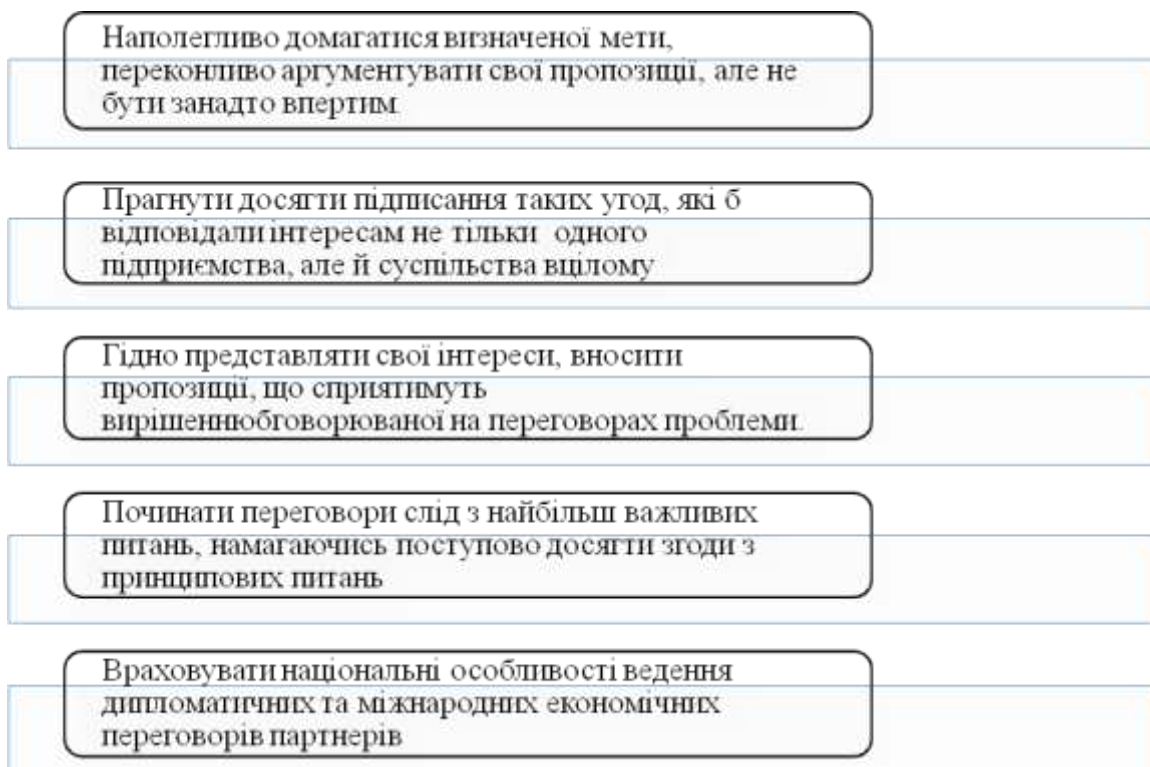 Наполегливо домагатися визначеної мети,
переконливо аргументувати свої пропозиції, але не
бути занадто впертим.
Прагнути досягти підписання таких угод, які б
відповідали інтересам не тільки одного
підприємства, але й суспільства вцілому
Гідно представляти свої інтереси, вносити
пропозиції, що сприятимуть
вирішеннюбговорюваної на переговорах проблеми.
Починати переговори слід з найбільш важливих
питань, намагаючись поступово досягти згоди з
принципових питань
Враховувати національні особливості ведення
дипломатичних та міжнародних економічних
переговорів партнерів